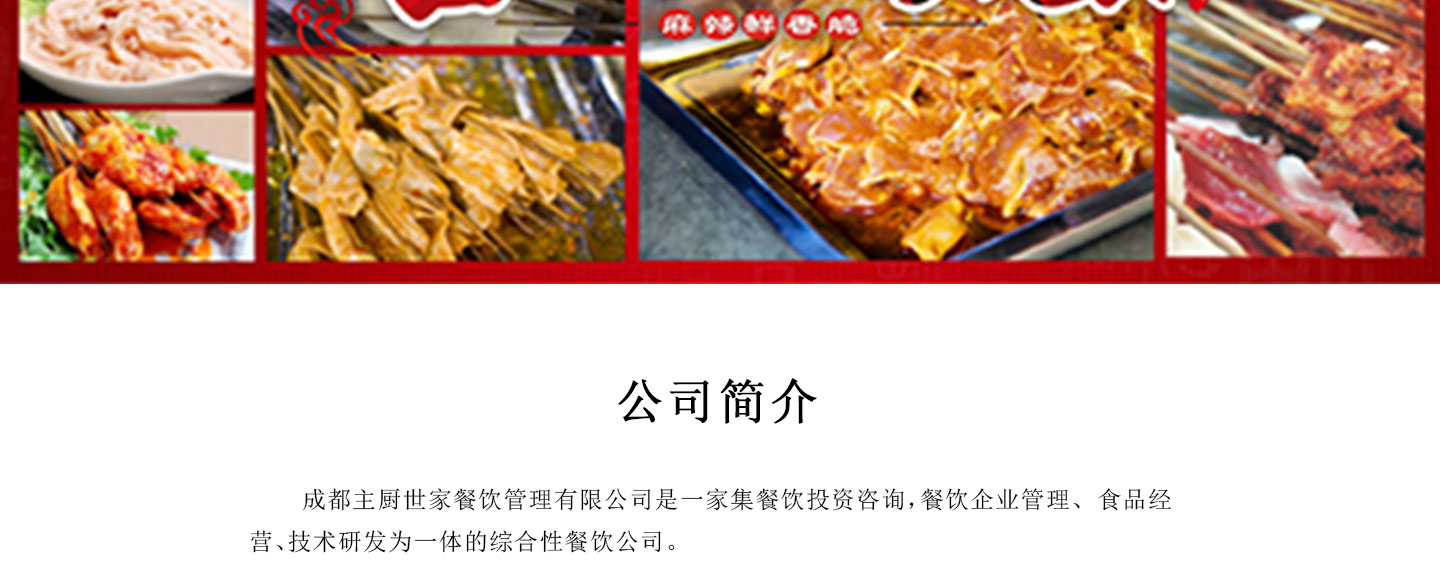 麻辣鲜香脆
公司简介
成都主厨世家餐饮管理有限公司是一家集餐饮投资咨询,餐饮企业管理、食品经
营、技术研发为一体的综合性餐饮公司。